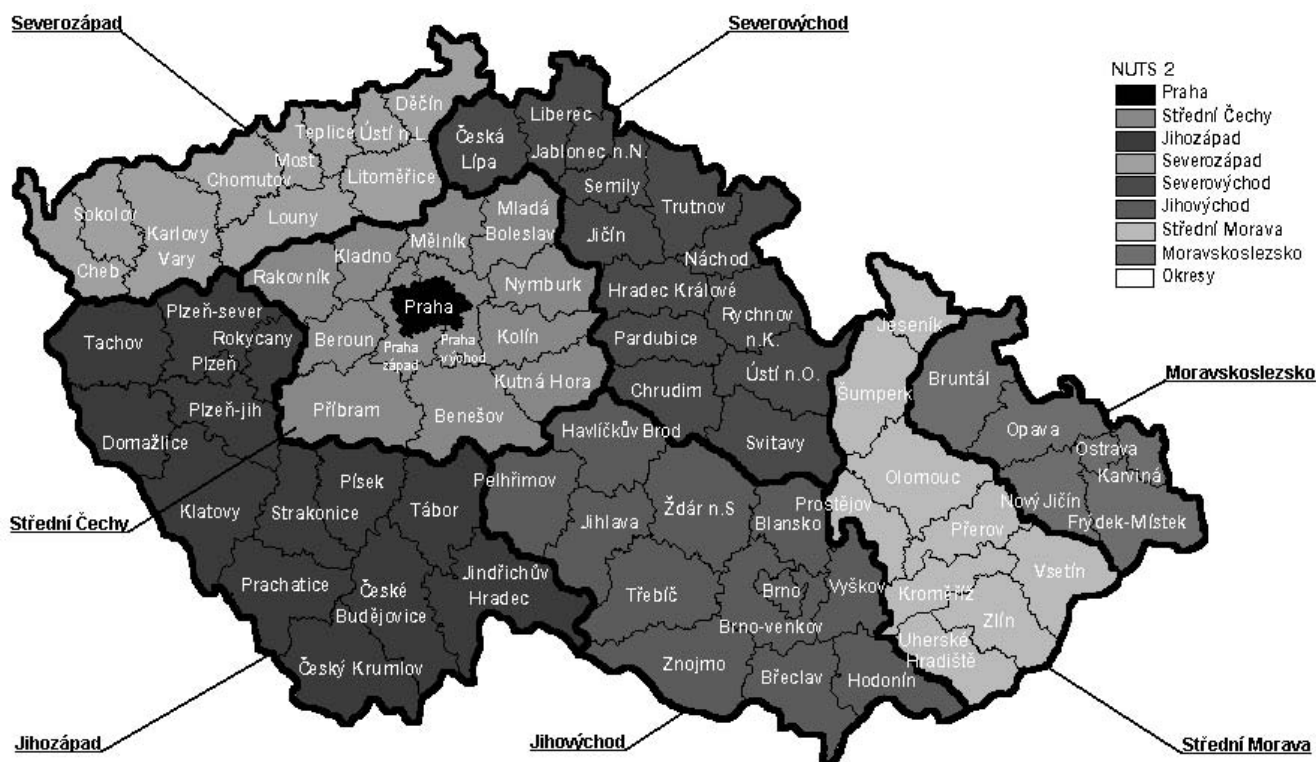 Severozápad
Severovýchod
NUTS 2
Praha
Střední Čechy
Jihozápad
Severozápad
Severovýchod
Jihovýchod
Střední Morava
Moravskoslezsko
Okresy
Děčín
Liberec
Teplice
Ústí n.L.
Česká
Lípa
Jablonec n.N.
Most
Chomutov
Litoměřice
Semily
Sokolov
Louny
Mladá
Boleslav
Trutnov
Karlovy
Vary
Mělník
Jičín
Cheb
Kladno
Rakovník
Náchod
Nymburk
Hradec Králové
Praha
Plzeň-sever
Rychnov
n.K.
Jeseník
Tachov
Rokycany
Beroun
Kolín
Pardubice
Plzeň
Praha
západ
Praha
východ
Ústí n.O.
Bruntál
Moravskoslezsko
Kutná Hora
Chrudim
Šumperk
Plzeň-jih
Příbram
Benešov
Opava
Havlíčkův Brod
Domažlice
Svitavy
Ostrava
Písek
Pelhřimov
Olomouc
Karviná
Klatovy
Strakonice
Tábor
Žďár n.S
Prostějov
Nový Jičín
Střední Čechy
Jihlava
Blansko
Přerov
Frýdek-Místek
Jindřichův
Hradec
Vsetín
Prachatice
České
Budějovice
Třebíč
Brno
Vyškov
Kroměříž
Zlín
Brno-venkov
Uherské
Hradiště
Český Krumlov
Znojmo
Břeclav
Hodonín
Jihozápad
Jihovýchod
Střední Morava